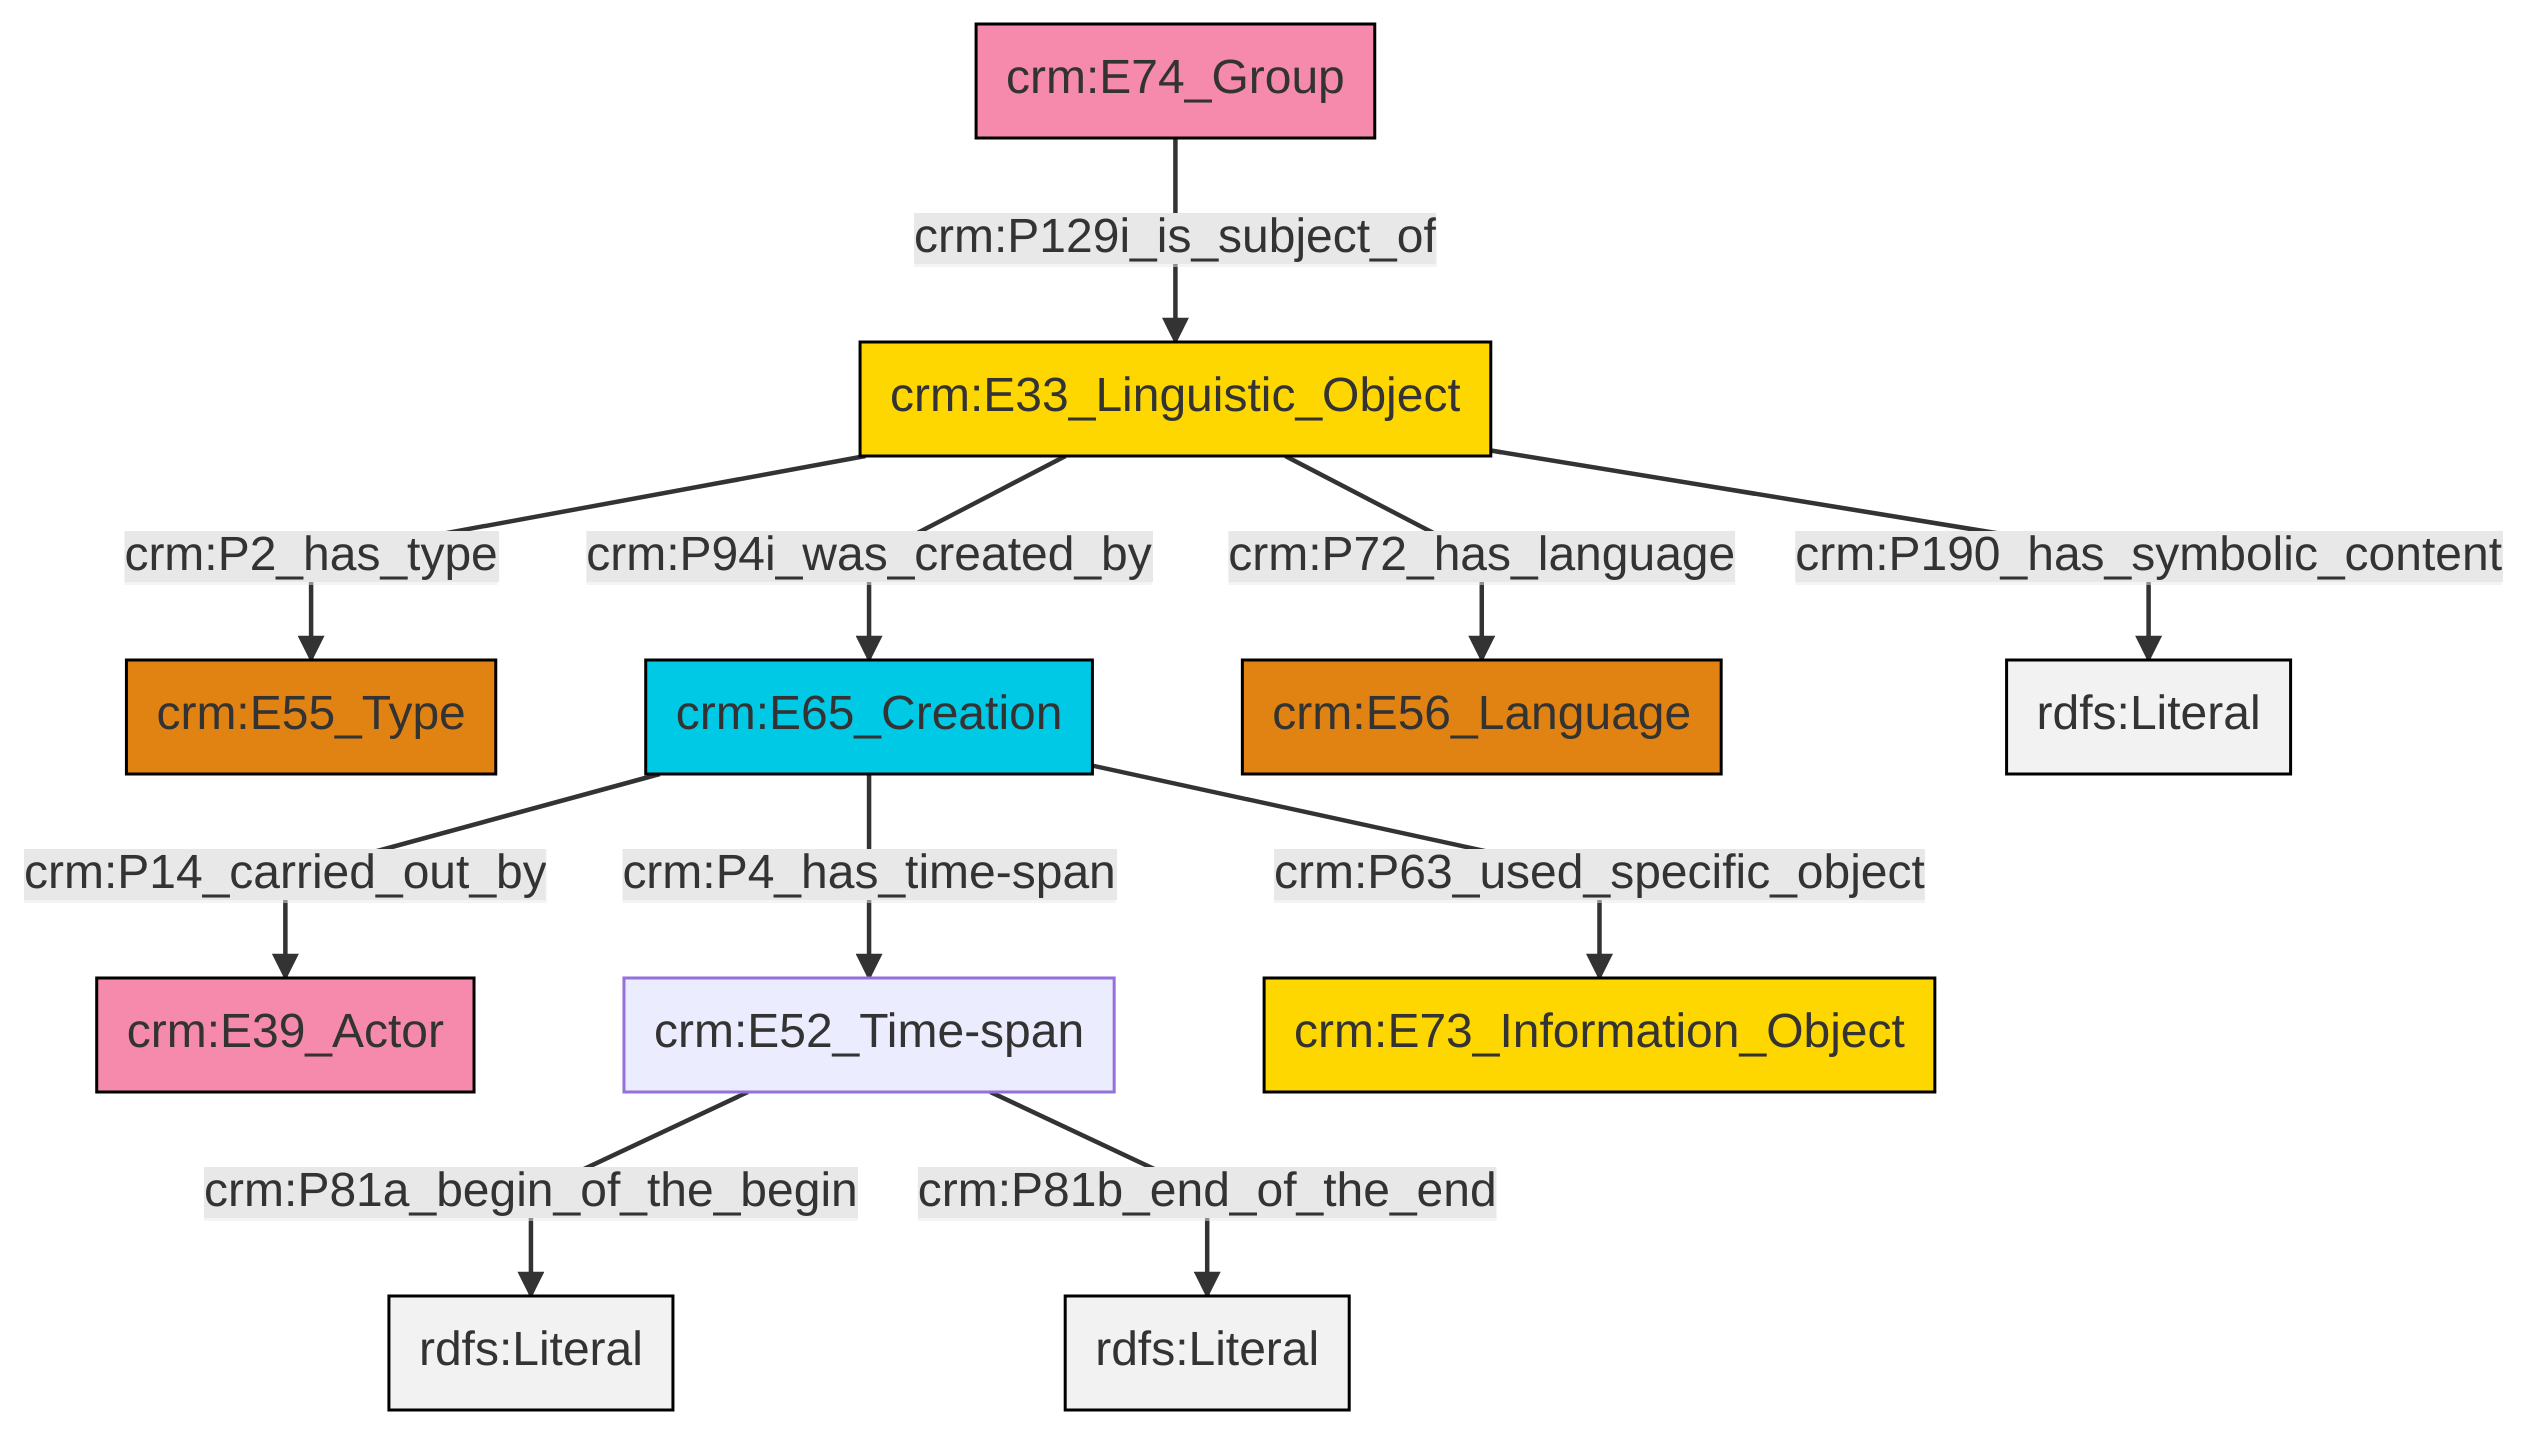 crm:E74_Group
crm:P129i_is_subject_of
crm:E33_Linguistic_Object
crm:P2_has_type
crm:P94i_was_created_by
crm:P72_has_language
crm:P190_has_symbolic_content
crm:E55_Type
crm:E65_Creation
crm:E56_Language
rdfs:Literal
crm:P14_carried_out_by
crm:P4_has_time-span
crm:P63_used_specific_object
crm:E39_Actor
crm:E52_Time-span
crm:E73_Information_Object
crm:P81a_begin_of_the_begin
crm:P81b_end_of_the_end
rdfs:Literal
rdfs:Literal